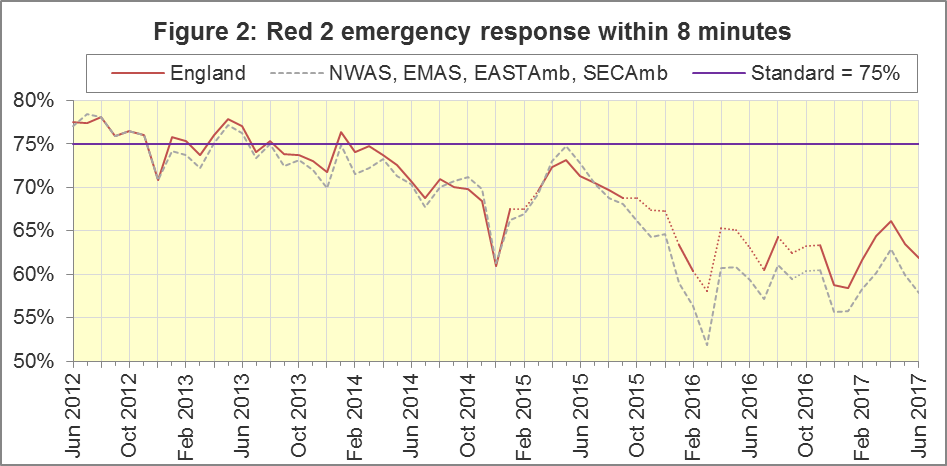 Figure 2: Red 2 emergency response within 8 minutes
England
NWAS, EMAS, EASTAmb, SECAmb
Standard = 75%
80%
75%
70%
65%
60%
55%
50%
Jun 2012
Oct 2012
Feb 2013
Jun 2013
Oct 2013
Feb 2014
Jun 2014
Oct 2014
Feb 2015
Jun 2015
Oct 2015
Feb 2016
Jun 2016
Oct 2016
Feb 2017
Jun 2017